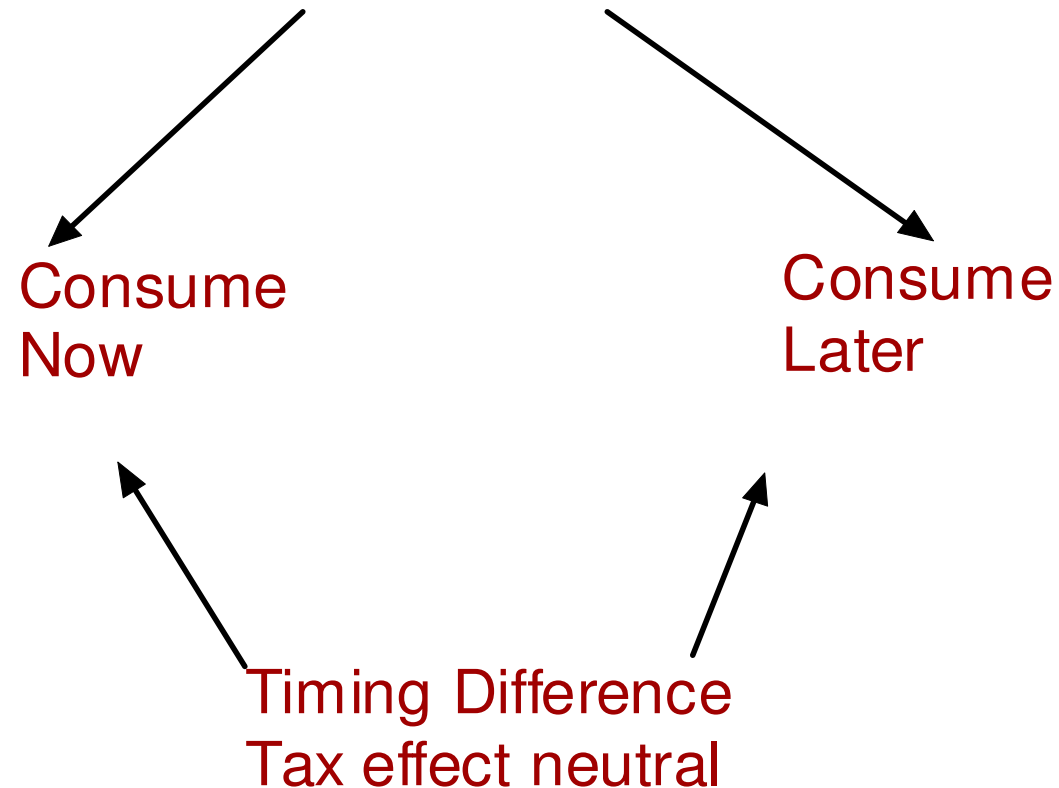 Consume
Now
Consume
Later
Timing Difference
Tax effect neutral